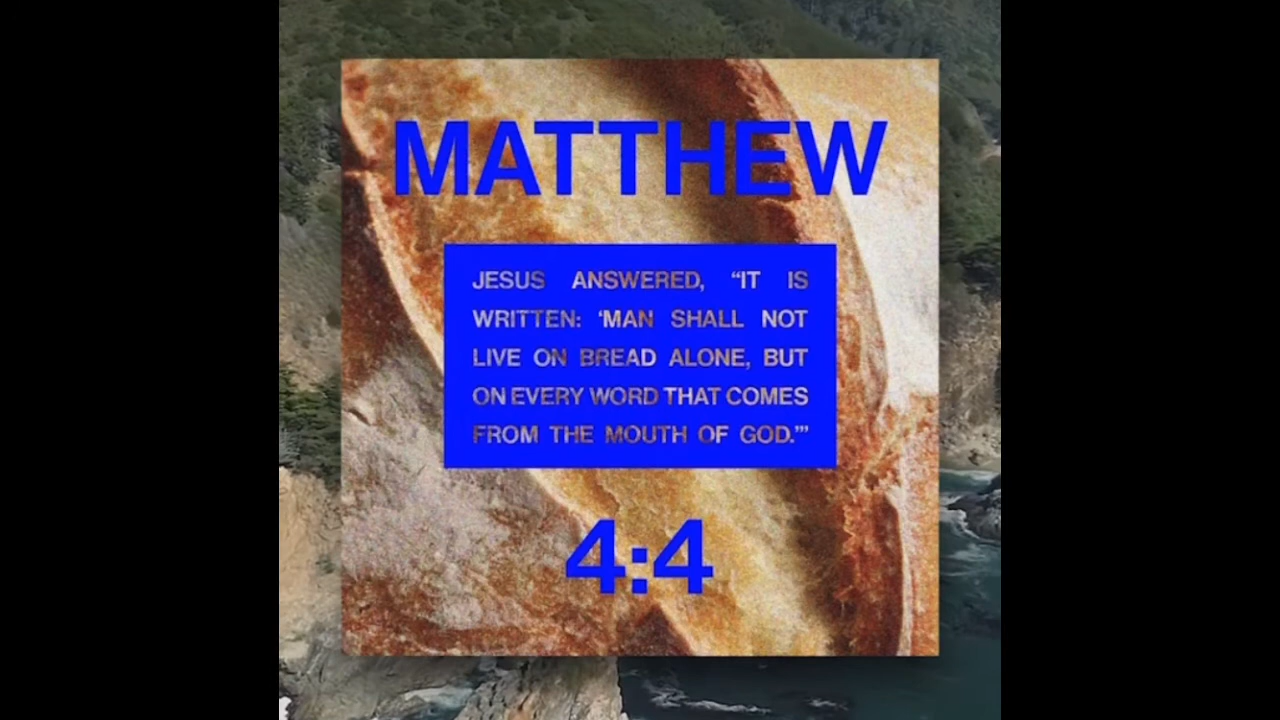 MATTHEW
JESUS ANSWERED, “IT IS
WRITTEN: ‘MAN SHALL NOT
LIVE ON BREAD ALONE, BUT
ON EVERY WORD THAT COMES
FROM THE MOUTH OF GOD.’”
4:4